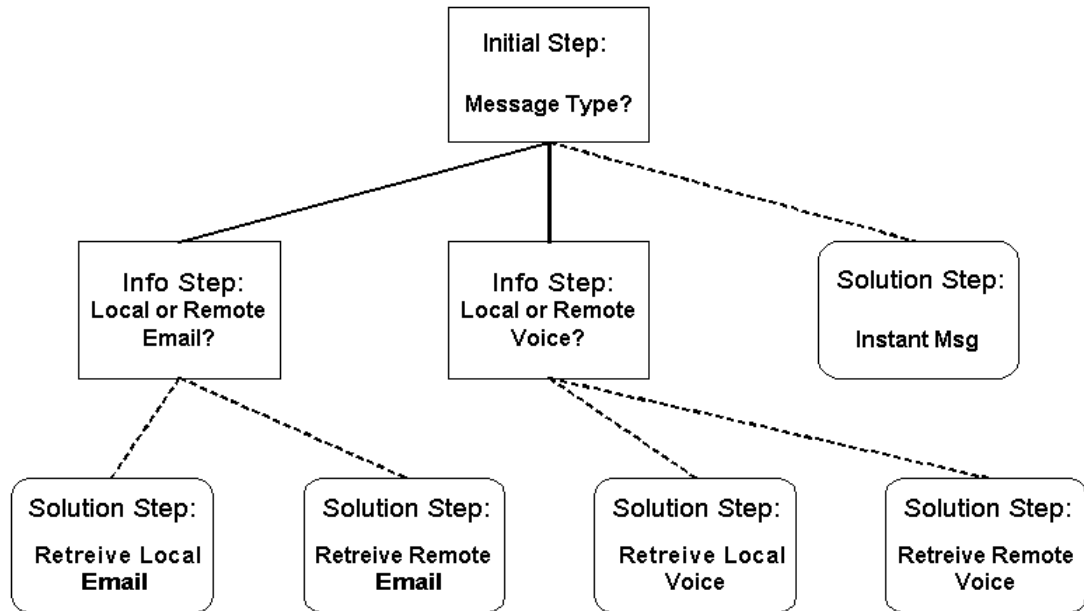 Initial Step:
Message Type?
Info Step:
Local or Remote
Email?
Info Step:
Local or Remote
Voice?
Solution Step:
Instant Msg
Solution Step:
Retreive Local
Email
Solution Step:
Retreive Remote
Email
Solution Step:
Retreive Local
Voice
Solution Step:
Retreive Remote
Voice